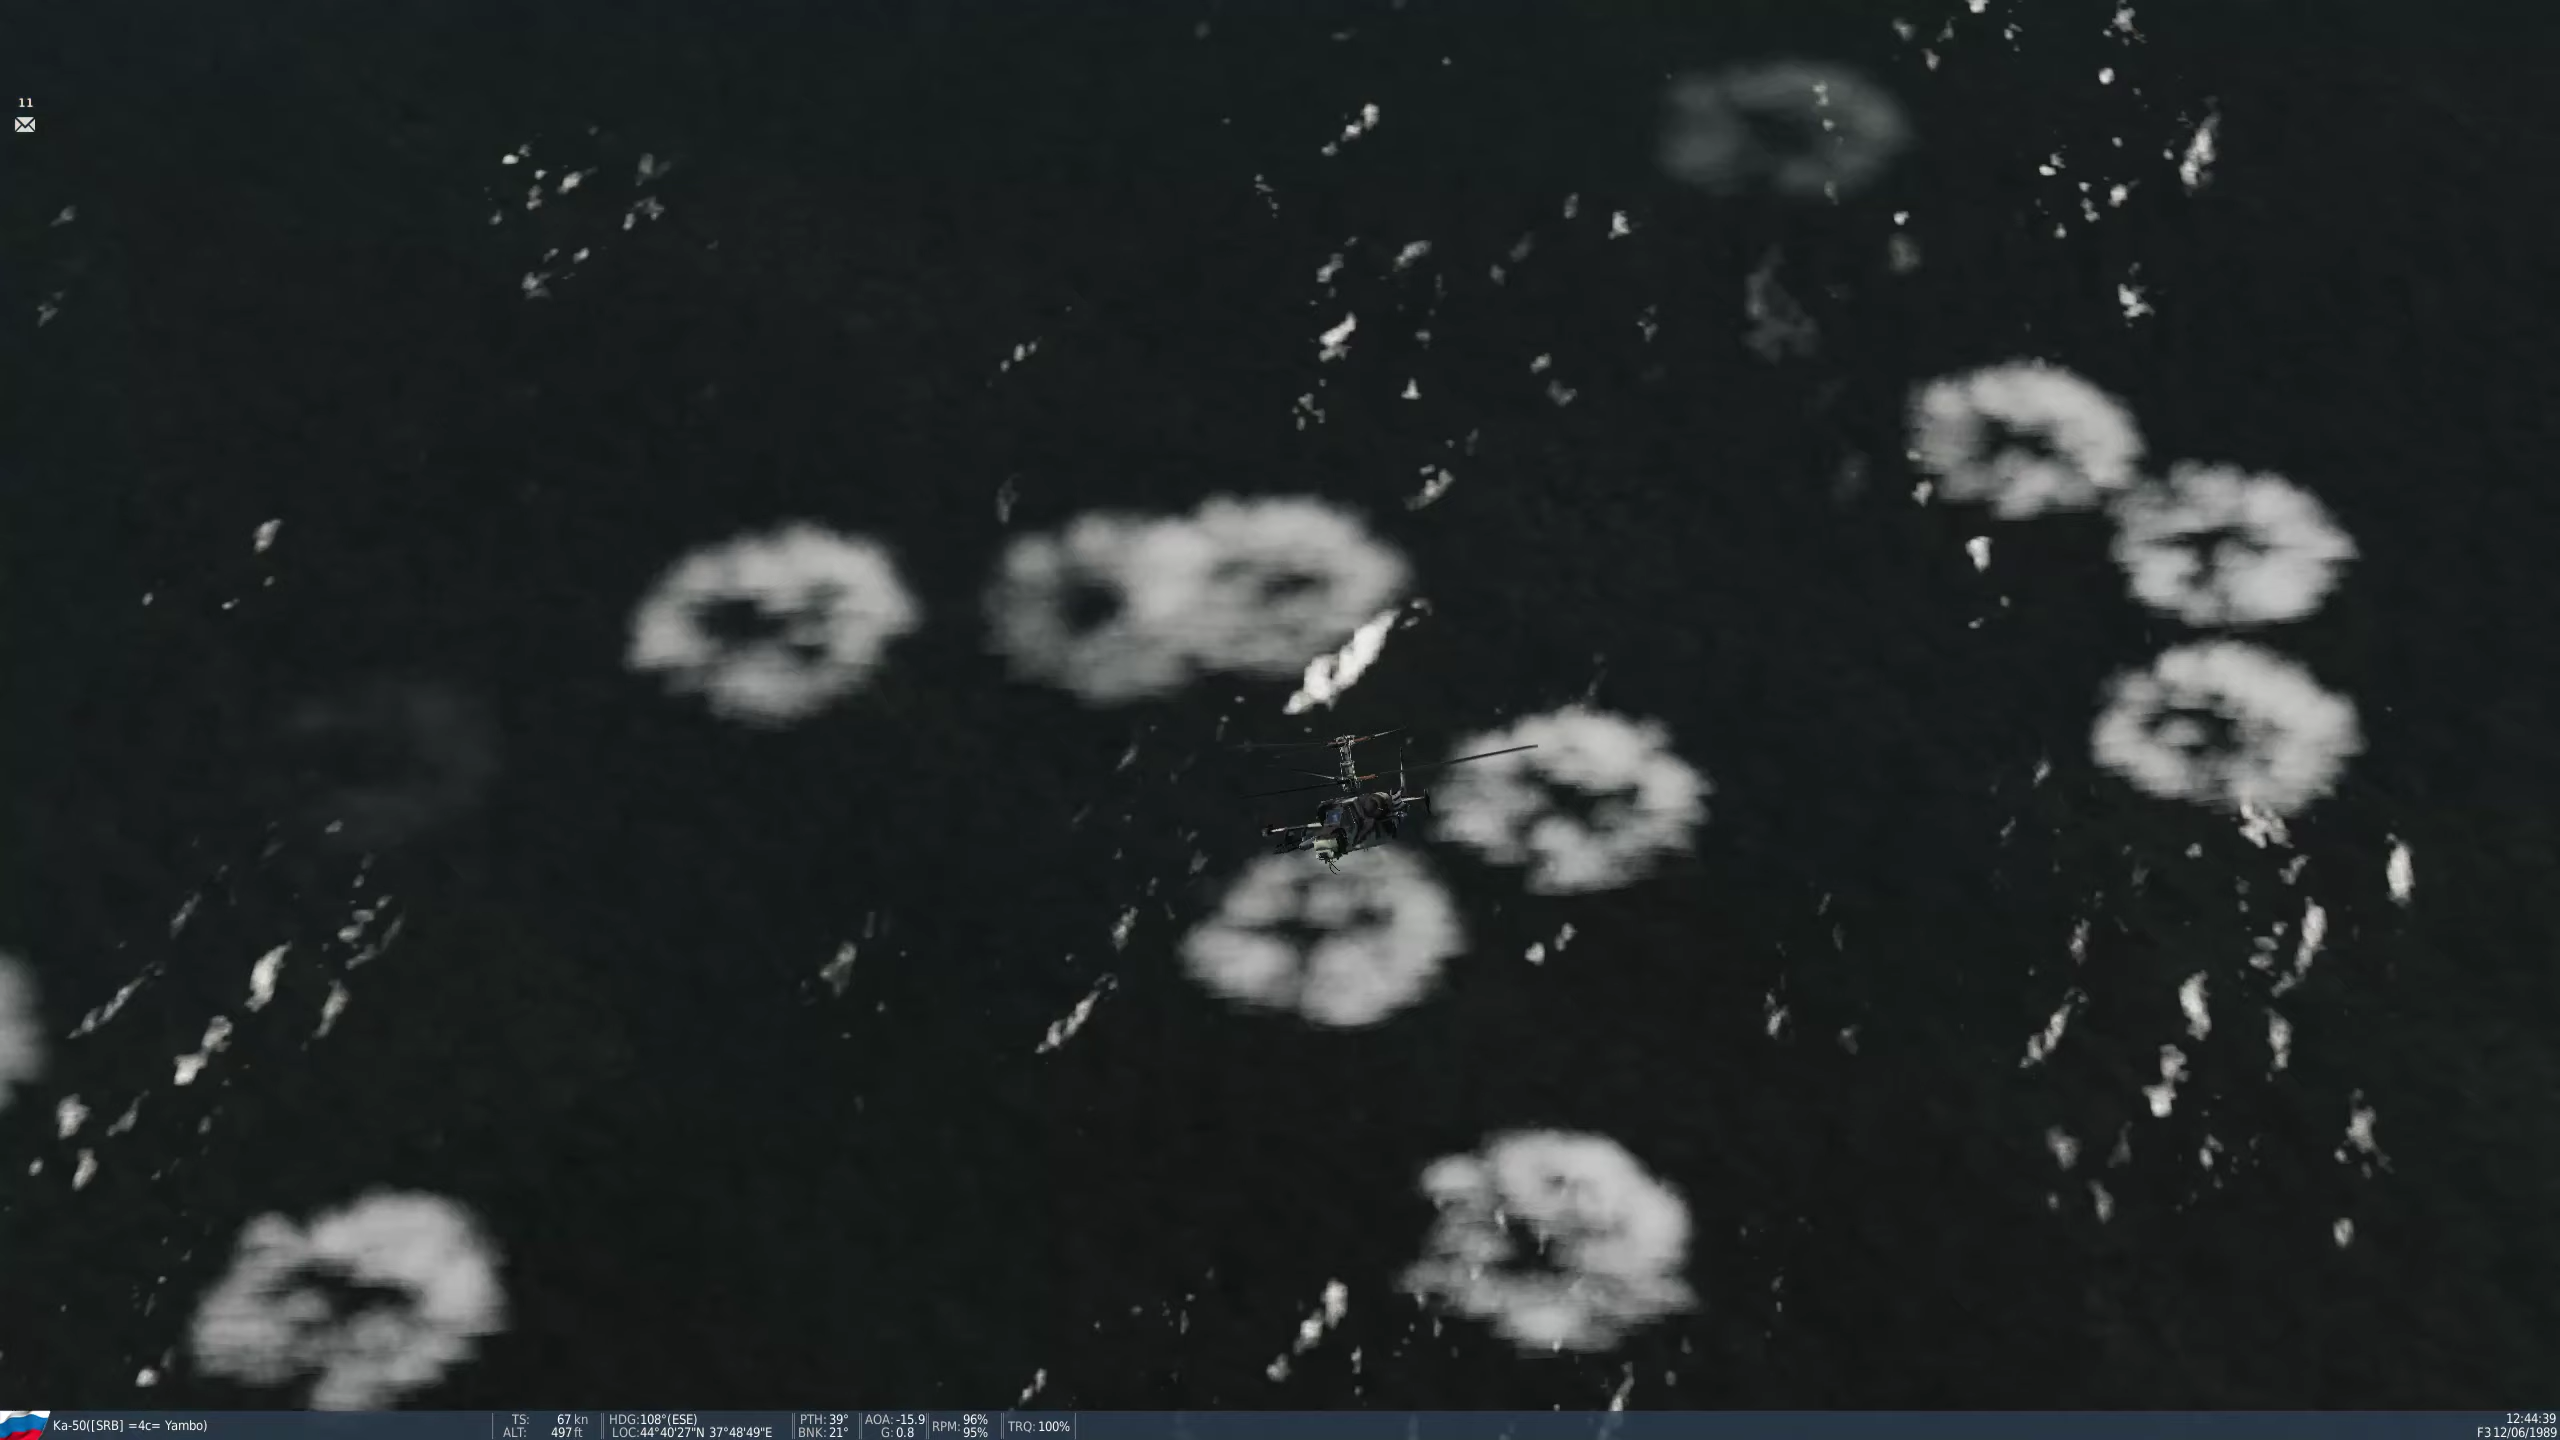 11
Ka-50([SRB] =4c= Yambo)
TS: 67 kn
ALT: 497 ft
HDG:108°(ESE)
LOC:44°40'27"N 37°48'49"E
PTH: 39°
BNK: 21°
AOA: -15.9
G: 0.8
RPM: 96%
95%
TRQ: 100%
12:44:39
F3 12/06/1989